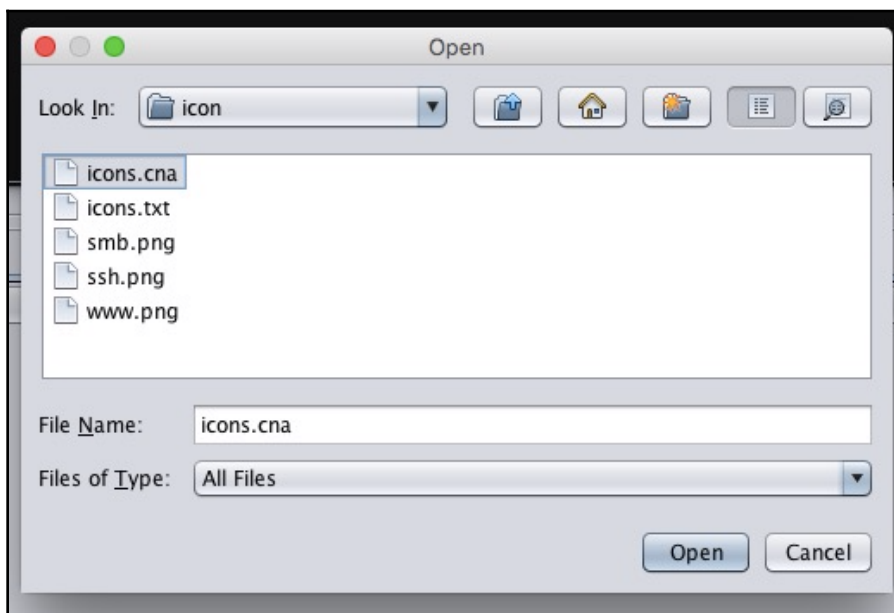 Open
Look In: icon
icons.cna
icons.txt
smb.png
ssh.png
www.png
File Name: icons.cna
Files of Type: All Files
Open Cancel